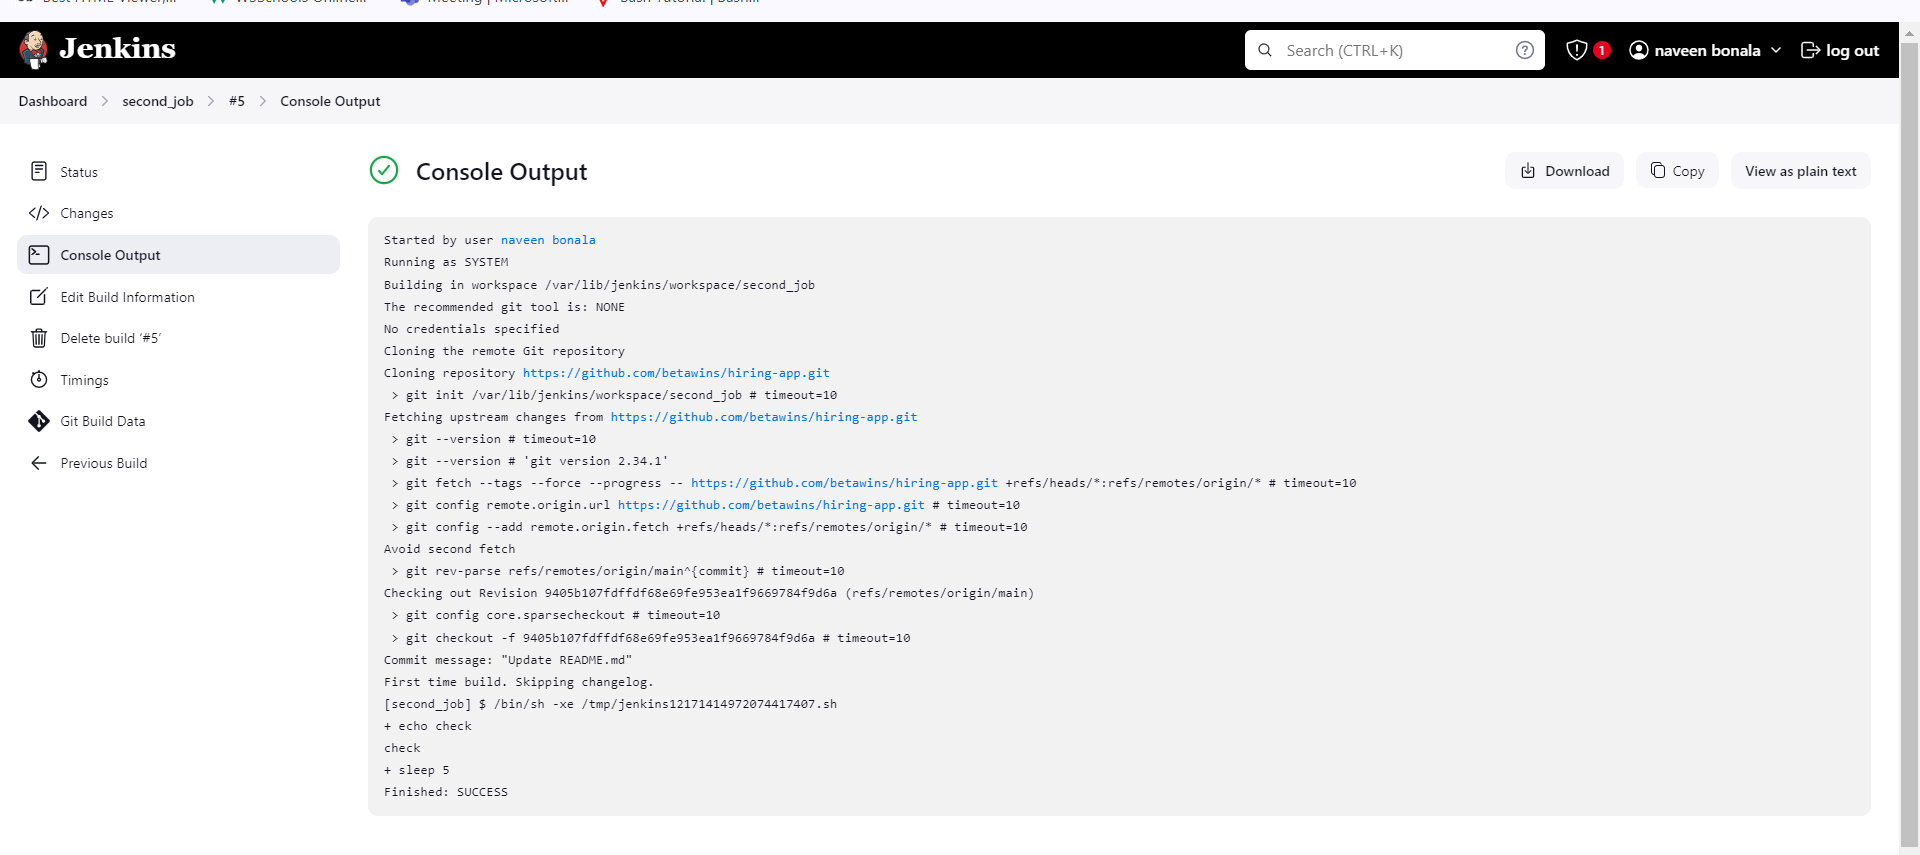 Jenkins
Search (CTRL+K)
1
naveen bonala
log out
Dashboard
second_job
#5
Console Output
Status
Changes
Console Output
Edit Build Information
Delete build ‘#5’
Timings
Git Build Data
Previous Build
Console Output
Download
Copy
View as plain text
Started by user naveen bonala
Running as SYSTEM
Building in workspace /var/lib/jenkins/workspace/second_job
The recommended git tool is: NONE
No credentials specified
Cloning the remote Git repository
Cloning repository https://github.com/betawins/hiring-app.git
 > git init /var/lib/jenkins/workspace/second_job # timeout=10
Fetching upstream changes from https://github.com/betawins/hiring-app.git
 > git --version # timeout=10
 > git --version # 'git version 2.34.1'
 > git fetch --tags --force --progress -- https://github.com/betawins/hiring-app.git +refs/heads/*:refs/remotes/origin/* # timeout=10
 > git config remote.origin.url https://github.com/betawins/hiring-app.git # timeout=10
 > git config --add remote.origin.fetch +refs/heads/*:refs/remotes/origin/* # timeout=10
Avoid second fetch
 > git rev-parse refs/remotes/origin/main^{commit} # timeout=10
Checking out Revision 9405b107fdffdf68e69fe953ea1f9669784f9d6a (refs/remotes/origin/main)
 > git config core.sparsecheckout # timeout=10
 > git checkout -f 9405b107fdffdf68e69fe953ea1f9669784f9d6a # timeout=10
Commit message: "Update README.md"
First time build. Skipping changelog.
[second_job] $ /bin/sh -xe /tmp/jenkins12171414972074417407.sh
+ echo check
check
+ sleep 5
Finished: SUCCESS